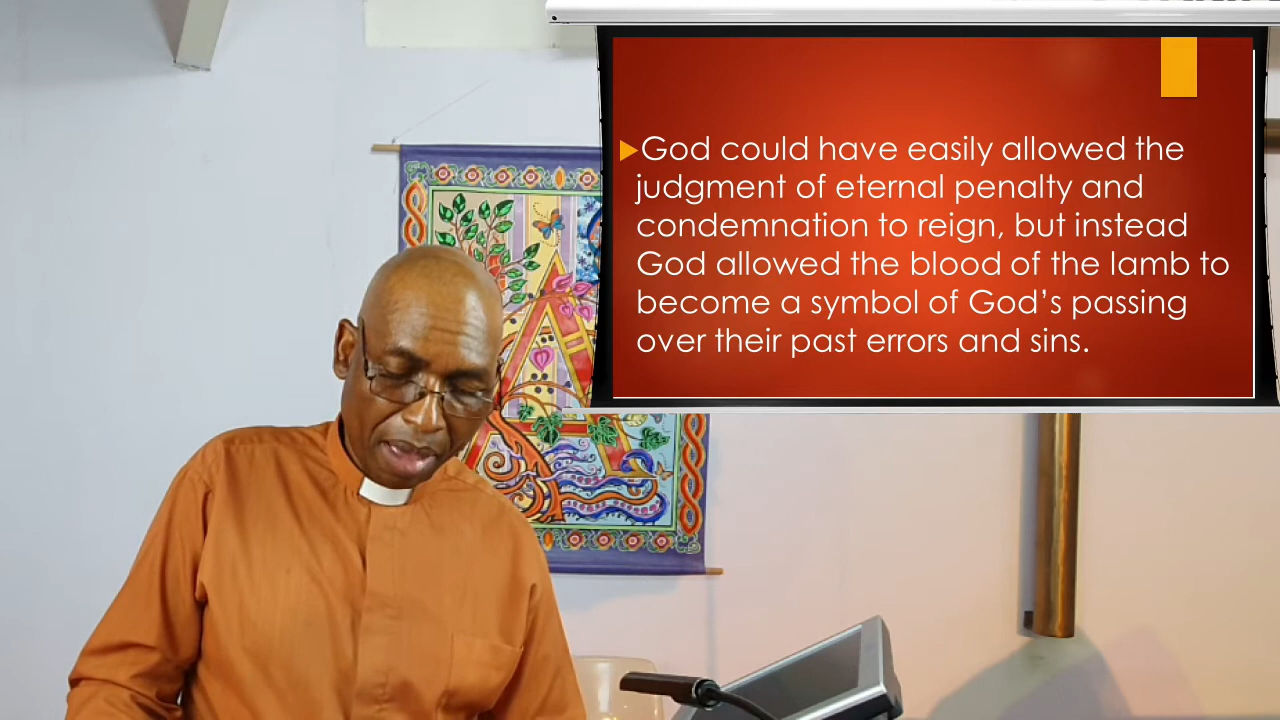 God could have easily allowed the
judgment of eternal penalty and
condemnation to reign, but instead
God allowed the blood of the lamb to
become a symbol of God's passing
over their past errors and sins.